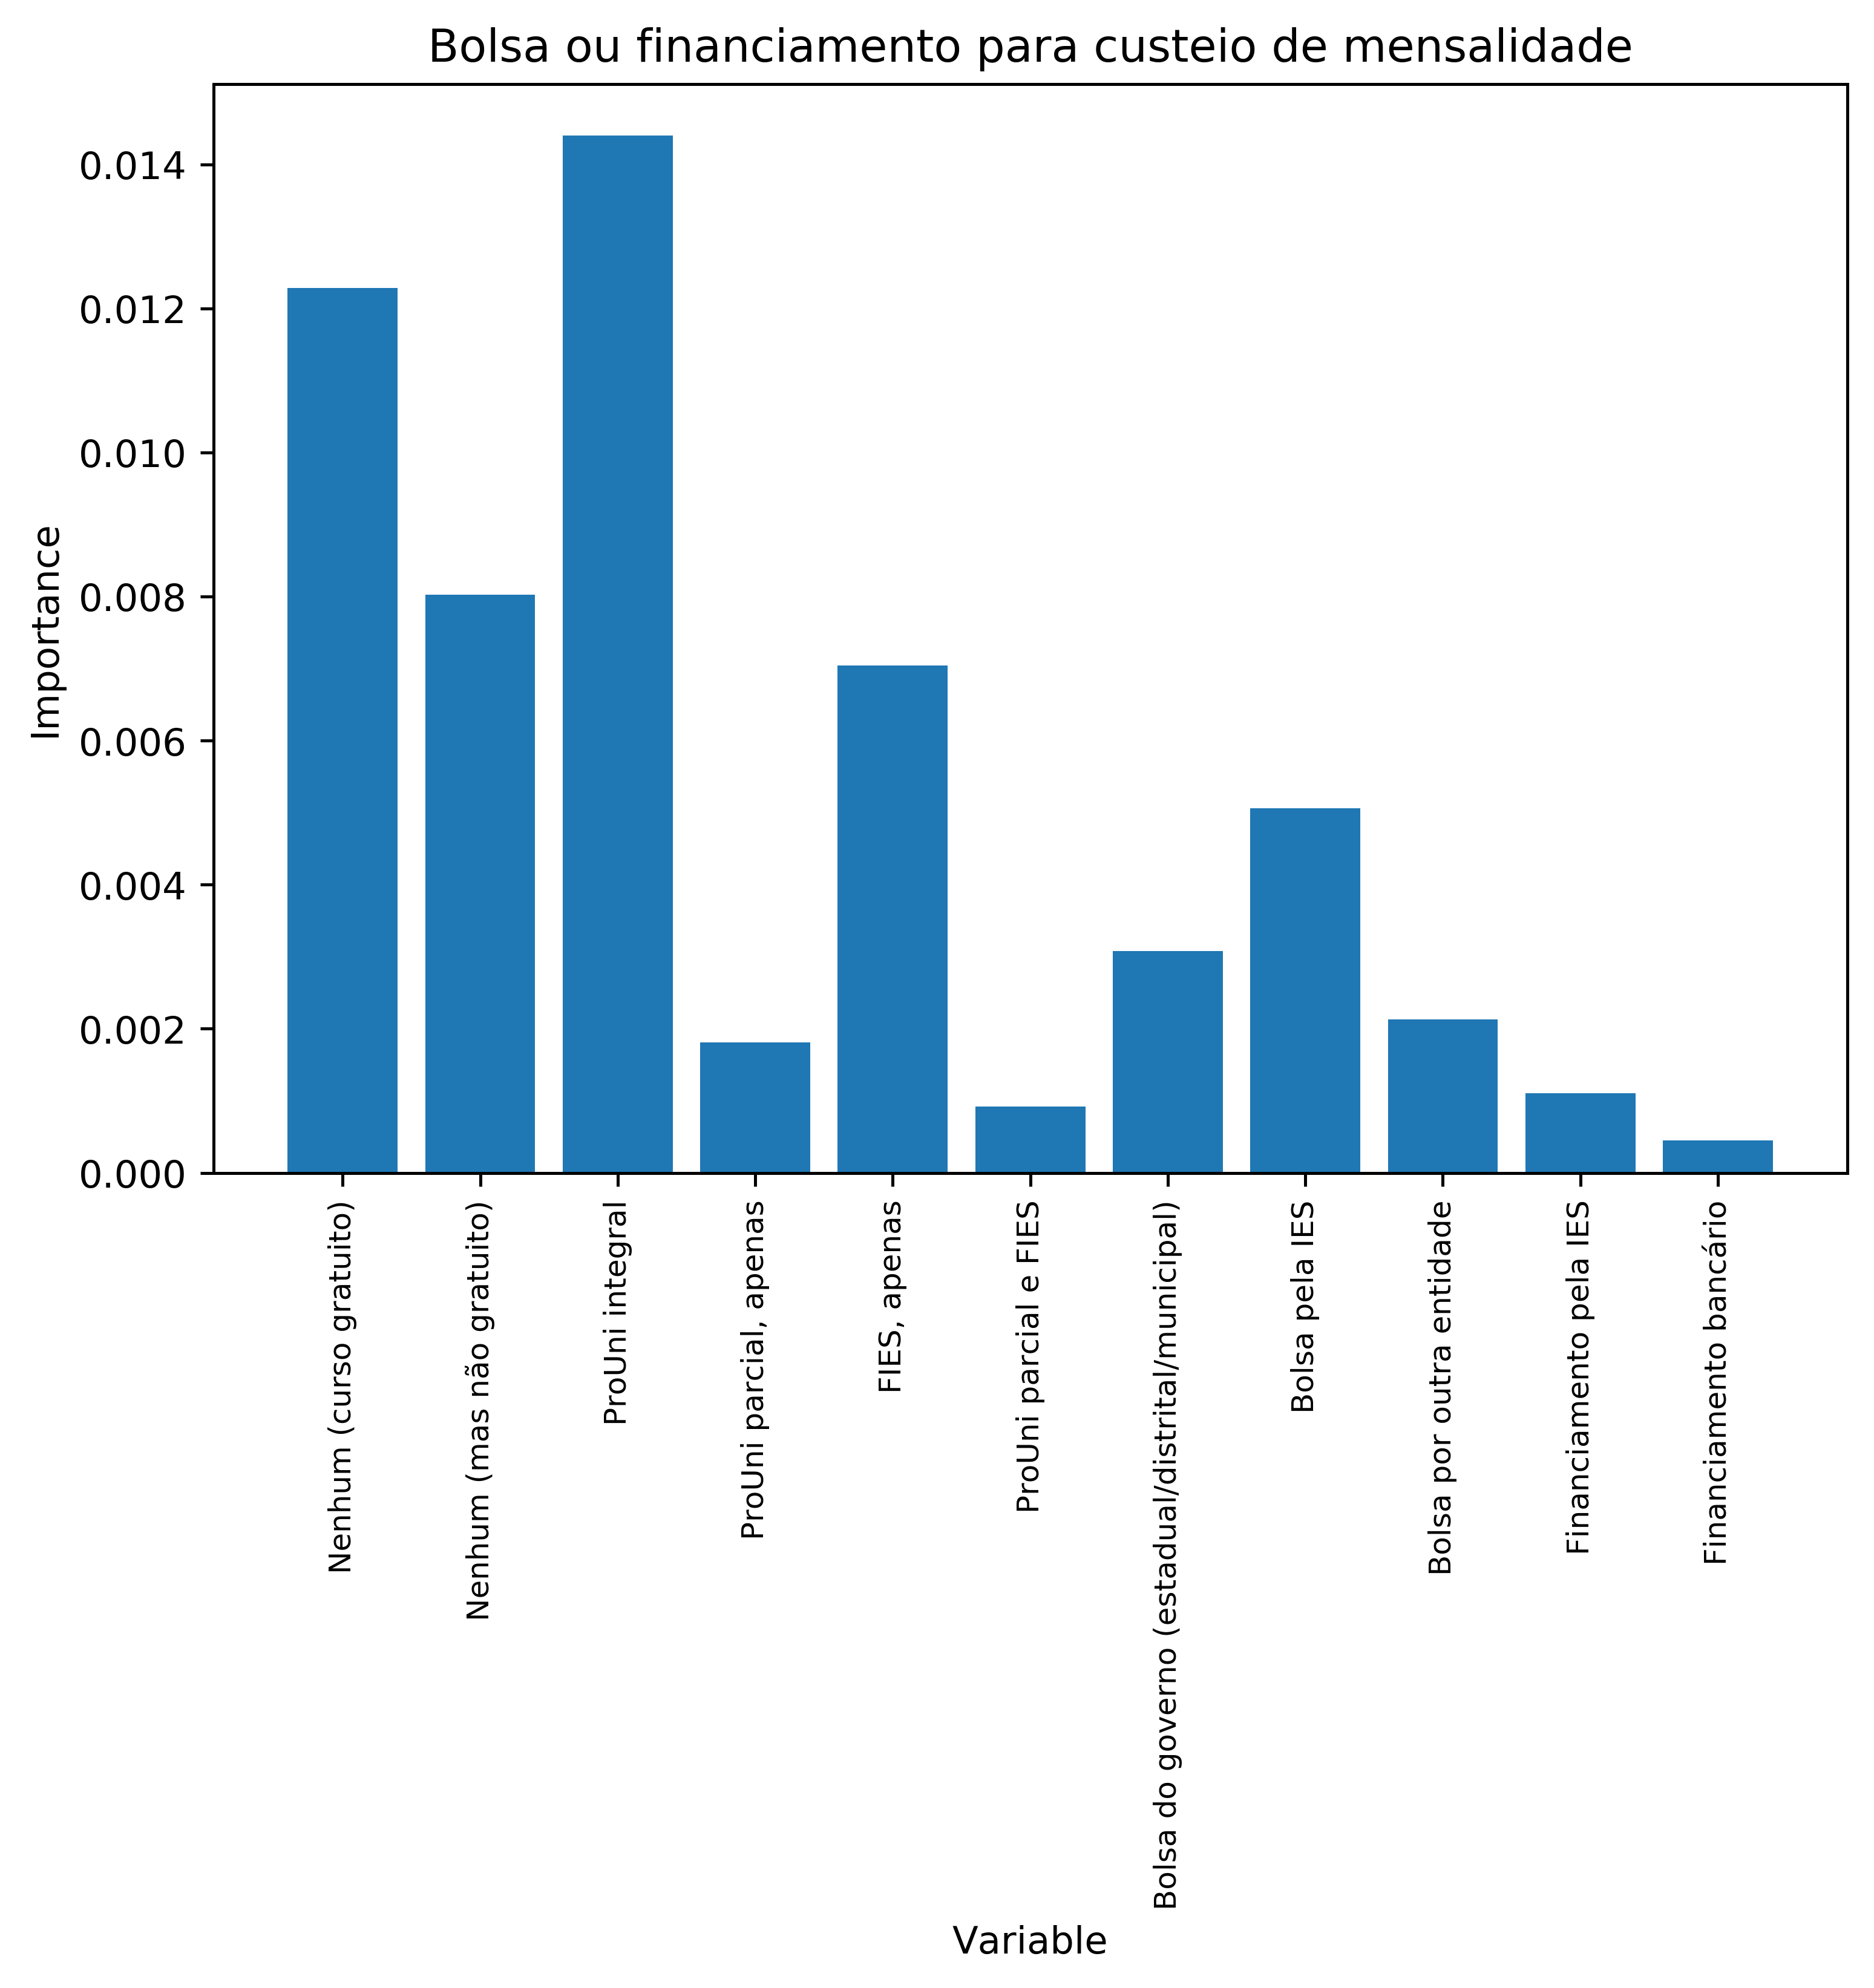 Bolsa ou financiamento para custeio de mensalidade
Importance
0.014
0.012
0.010
0.008
0.006
0.004
0.002
0.000
Nenhum (curso gratuito)
Nenhum (mas não gratuito)
ProUni integral
ProUni parcial, apenas
FIES, apenas
ProUni parcial e FIES
Bolsa do governo (estadual/distrital/municipal)
Bolsa pela IES
Bolsa por outra entidade
Financiamento pela IES
Financiamento bancário
Variable